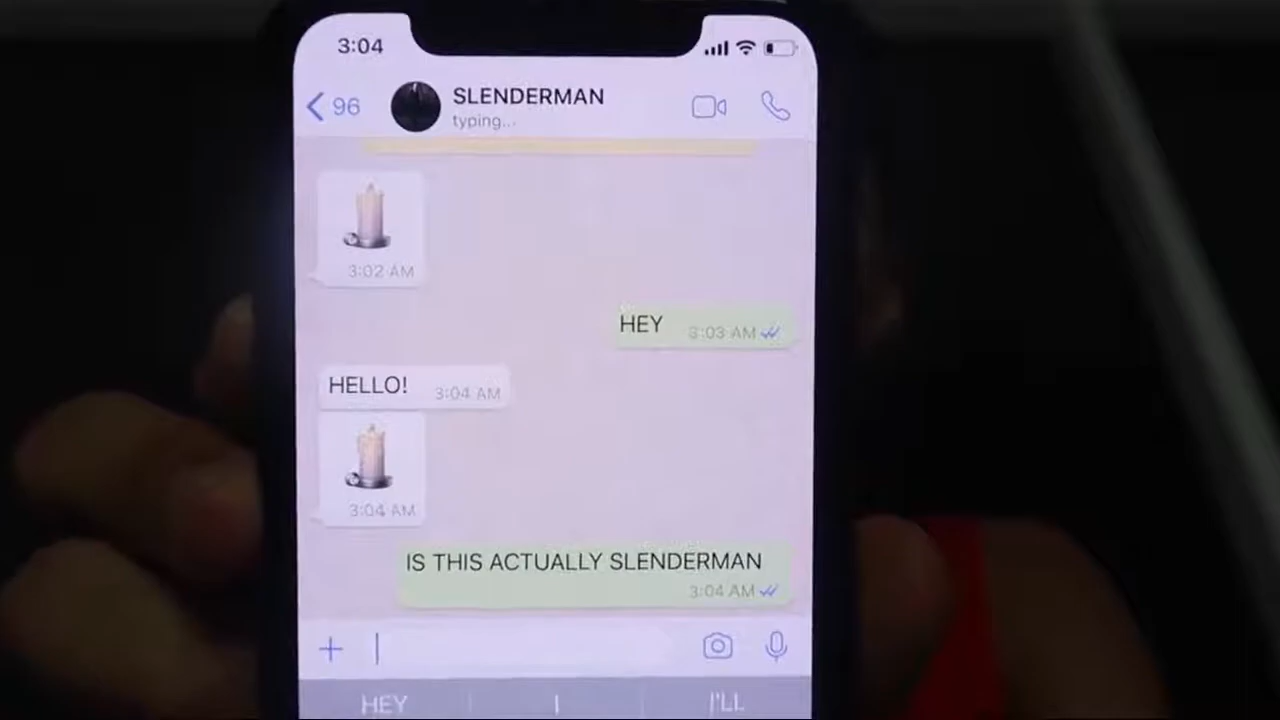 3:04
96
SLENDERMAN
typing...
3:02 AM
HEY
3:03 AM
HELLO!
3:04 AM
3:04 AM
IS THIS ACTUALLY SLENDERMAN
3:04 AM
HEY
I
I'LL